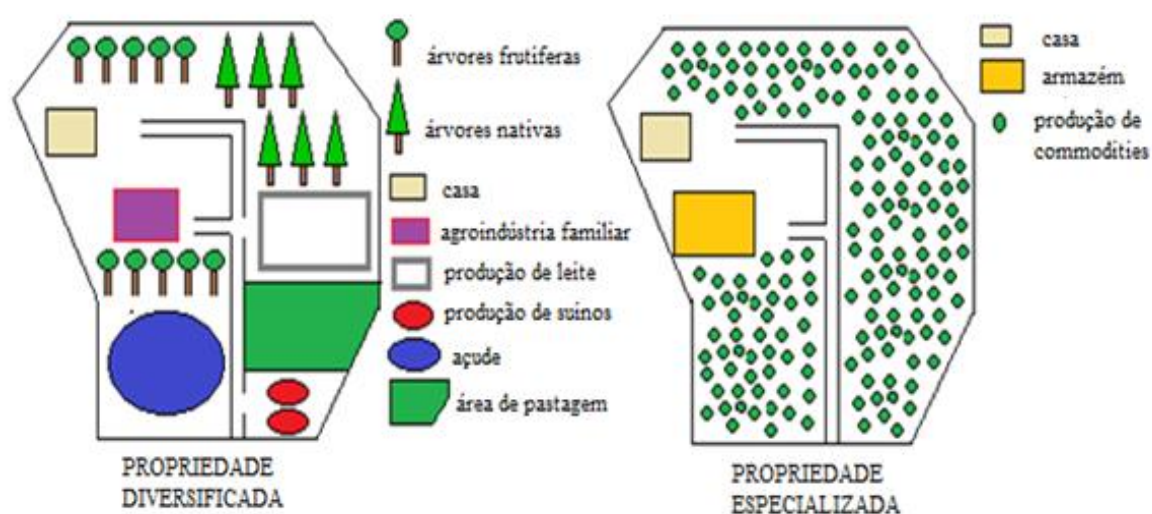 árvores frutíferas
árvores nativas
casa
agroindústria familiar
produção de leite
produção de suínos
açude
área de pastagem
PROPRIEDADE
DIVERSIFICADA
casa
armazém
produção de
commodities
PROPRIEDADE
ESPECIALIZADA